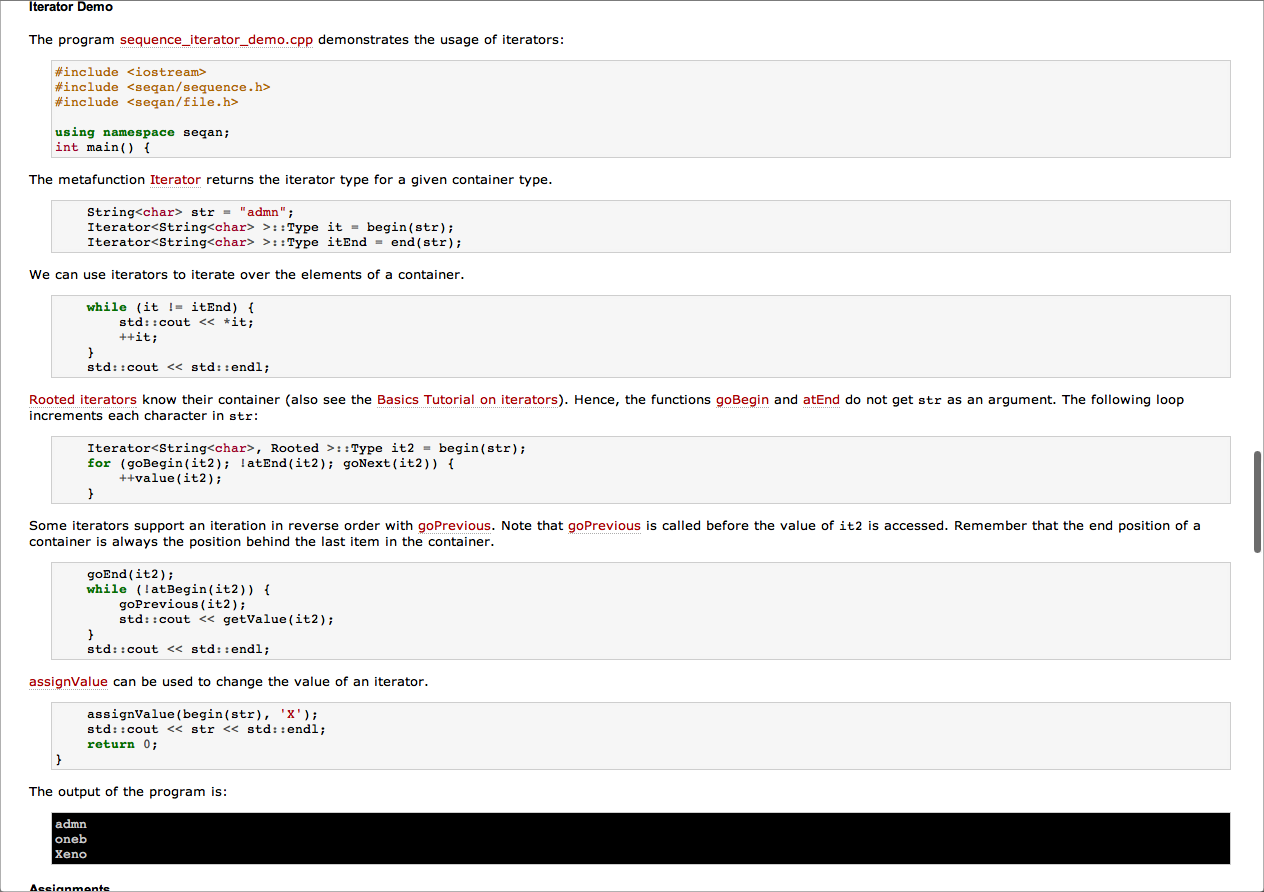 Iterator Demo
The program sequence_iterator_demo.cpp demonstrates the usage of iterators:
#include <iostream>
#include <seqan/sequence.h>
#include <seqan/file.h>
using namespace seqan;
int main() {
The metafunction Iterator returns the iterator type for a given container type.
String<char> str = "admn";
Iterator<String<char> >::Type it = begin(str);
Iterator<String<char> >::Type itEnd = end(str);
We can use iterators to iterate over the elements of a container.
while (it != itEnd) {
std::cout << *it;
++it;
}
std::cout << std::endl;
Rooted iterators know their container (also see the Basics Tutorial on iterators). Hence, the functions goBegin and atEnd do not get str as an argument. The following loop
increments each character in str:
Iterator<String<char>, Rooted >::Type it2 = begin(str);
for (goBegin(it2); !atEnd(it2); goNext(it2)) {
++value(it2);
}
Some iterators support an iteration in reverse order with goPrevious. Note that goPrevious is called before the value of it2 is accessed. Remember that the end position of a
container is always the position behind the last item in the container.
goEnd(it2);
while (!atBegin(it2)) {
goPrevious(it2);
std::cout << getValue(it2);
}
std::cout << std::endl;
assignValue can be used to change the value of an iterator.
assignValue(begin(str), 'X');
std::cout << str << std::endl;
return 0;
}
The output of the program is:
admn
oneb
Xeno
Assignments